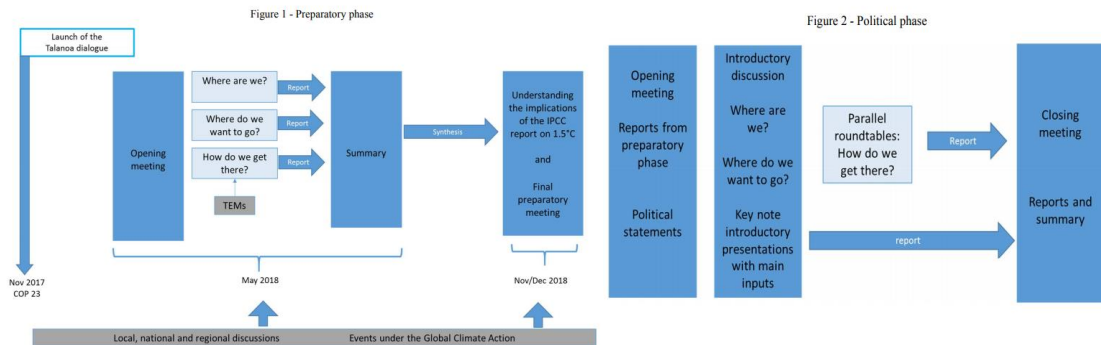 Figure 1 - Preparatory phase
Launch of the
Talanoa dialogue
Nov 2017
COP 23
Opening
meeting
Where are we?
Where do we
want to go?
How do we get
there?
TEMs
Report
Report
Report
Summary
Synthesis
Understanding
the implications
of the IPCC
report on 1.5°C
and
Final
preparatory
meeting
May 2018
Nov/Dec 2018
Local, national and regional discussions
Events under the Global Climate Action
Figure 2 - Political phase
Opening
meeting
Reports from
preparatory
phase
Political
statements
Introductory
discussion
Where are
we?
Where do we
want to go?
Key note
introductory
presentations
with main
inputs
Parallel
roundtables:
How do we
get there?
Report
report
Closing
meeting
Reports and
summary